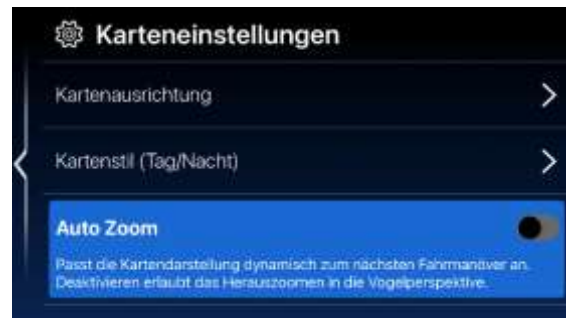 Karteneinstellungen
Kartenausrichtung
Kartenstil (Tag/Nacht)
Auto Zoom
Passt die Kartendarstellung dynamisch zum nächsten Fahrmanöver an.
Deaktivieren erlaubt das Herauszoomen in die Vogelperspektive.